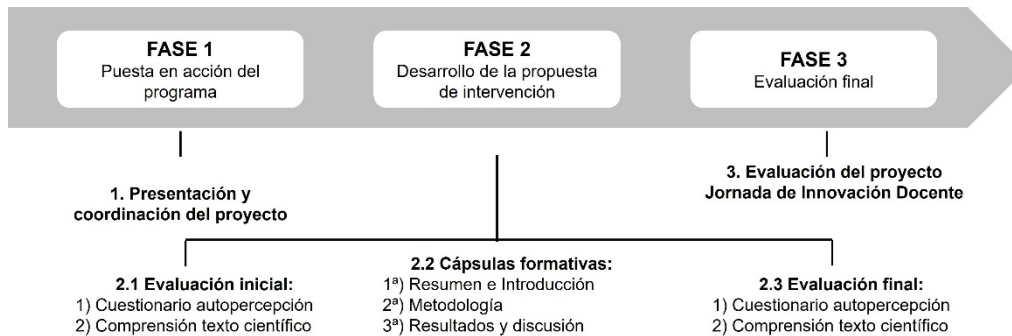 FASE 1
Puesta en acción del
programa
FASE 2
Desarrollo de la propuesta
de intervención
FASE 3
Evaluación final
1. Presentación y
coordinación del proyecto
3. Evaluación del proyecto
Jornada de Innovación Docente
2.1 Evaluación inicial:
1) Cuestionario autopercepción
2) Comprensión texto científico
2.2 Cápsulas formativas:
1ª) Resumen e Introducción
2ª) Metodología
3ª) Resultados y discusión
2.3 Evaluación final:
1) Cuestionario autopercepción
2) Comprensión texto científico